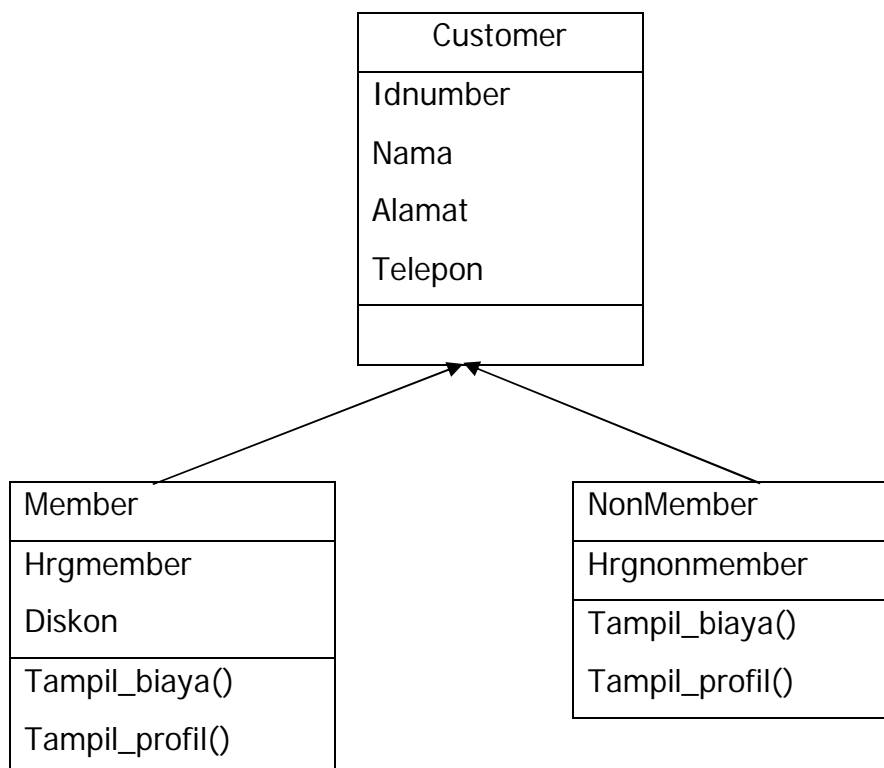 Customer
Idnumber
Nama
Alamat
Telepon
Member
Hrgmember
Diskon
Tampil_biaya()
Tampil_profil()
NonMember
Hrgnonmember
Tampil_biaya()
Tampil_profil()